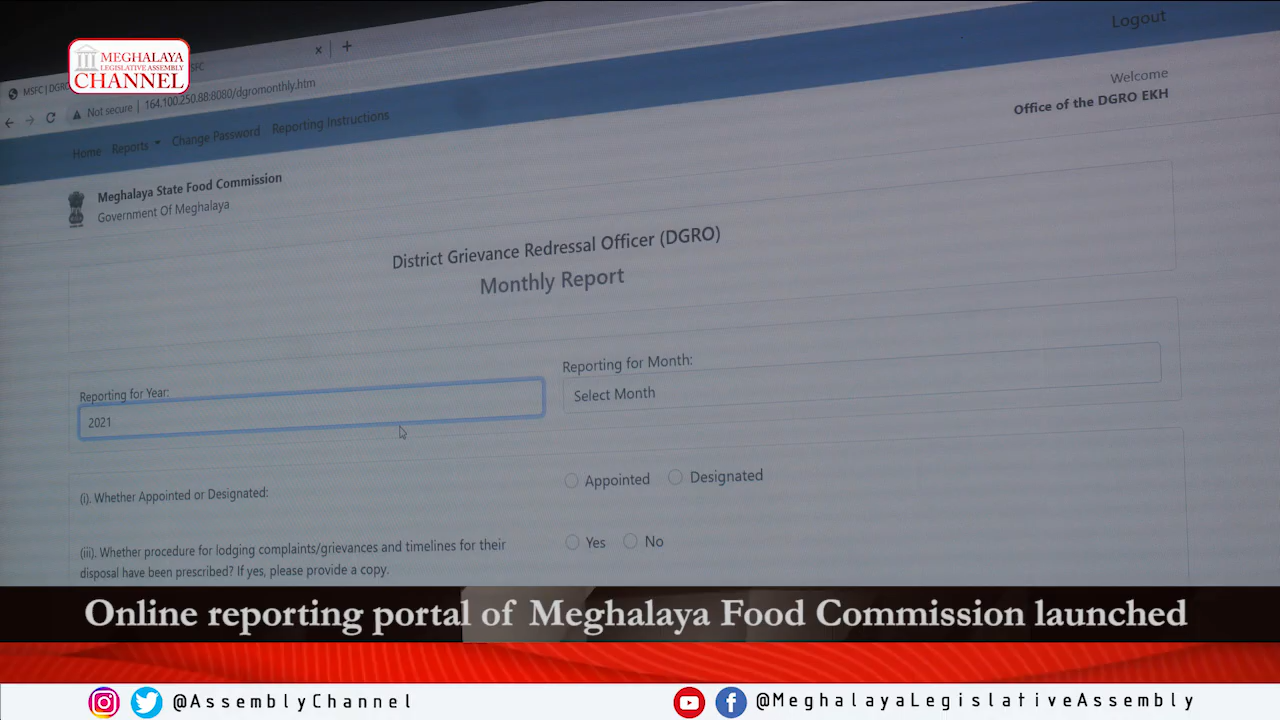 MEGHALAYA
LEGISLATIVE ASSEMBLY
CHANNEL
MSFC | DGRO
SFC
Not secure | 164.100.250.88:8080/dgromonthly.htm
Logout
Home Reports Change Password Reporting Instructions
Welcome
Office of the DGRO EKH
Meghalaya State Food Commission
Government Of Meghalaya
District Grievance Redressal Officer (DGRO)
Monthly Report
Reporting for Year:
2021
Reporting for Month:
Select Month
(i). Whether Appointed or Designated:
Appointed Designated
(iii). Whether procedure for lodging complaints/grievances and timelines for their
disposal have been prescribed? If yes, please provide a copy.
Yes No
Online reporting portal of Meghalaya Food Commission launched
@AssemblyChannel
@MeghalayaLegislativeAssembly